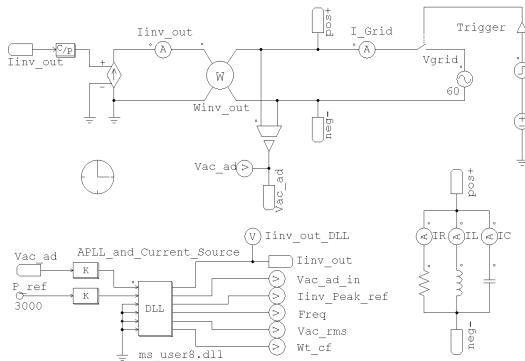 pos+
Iinv_out
I_Grid
Trigger
C/P
A
A
Iinv_out
+
-
W
Vgrid
60
Winv_out
neg-
Vac_ad
V
Vac_ad
pos+
V
Iinv_out_DLL
APLL_and_Current_Source
Iinv_out
Vac_ad
K
V
Vac_ad_in
A
IR
A
IL
A
IC
P_ref
K
3000
DLL
V
Iinv_Peak_ref
V
Freq
V
Vac_rms
V
Wt_cf
ms_user8.dll
neg-